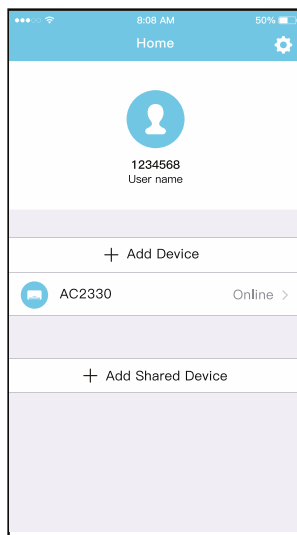 8:08 AM
50%
Home
1234568
User name
+ Add Device
AC2330
Online >
+ Add Shared Device